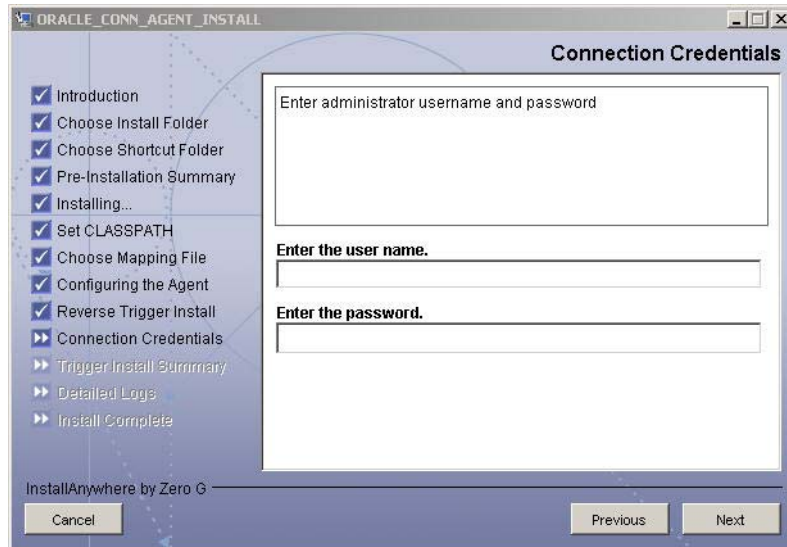 ORACLE_CONN_AGENT_INSTALL
Connection Credentials
Introduction
Choose Install Folder
Choose Shortcut Folder
Pre-Installation Summary
Installing...
Set CLASSPATH
Choose Mapping File
Configuring the Agent
Reverse Trigger Install
Connection Credentials
Trigger Install Summary
Detailed Logs
Install Complete
Enter administrator username and password
Enter the user name.
Enter the password.
InstallAnywhere by Zero G
Cancel
Previous
Next